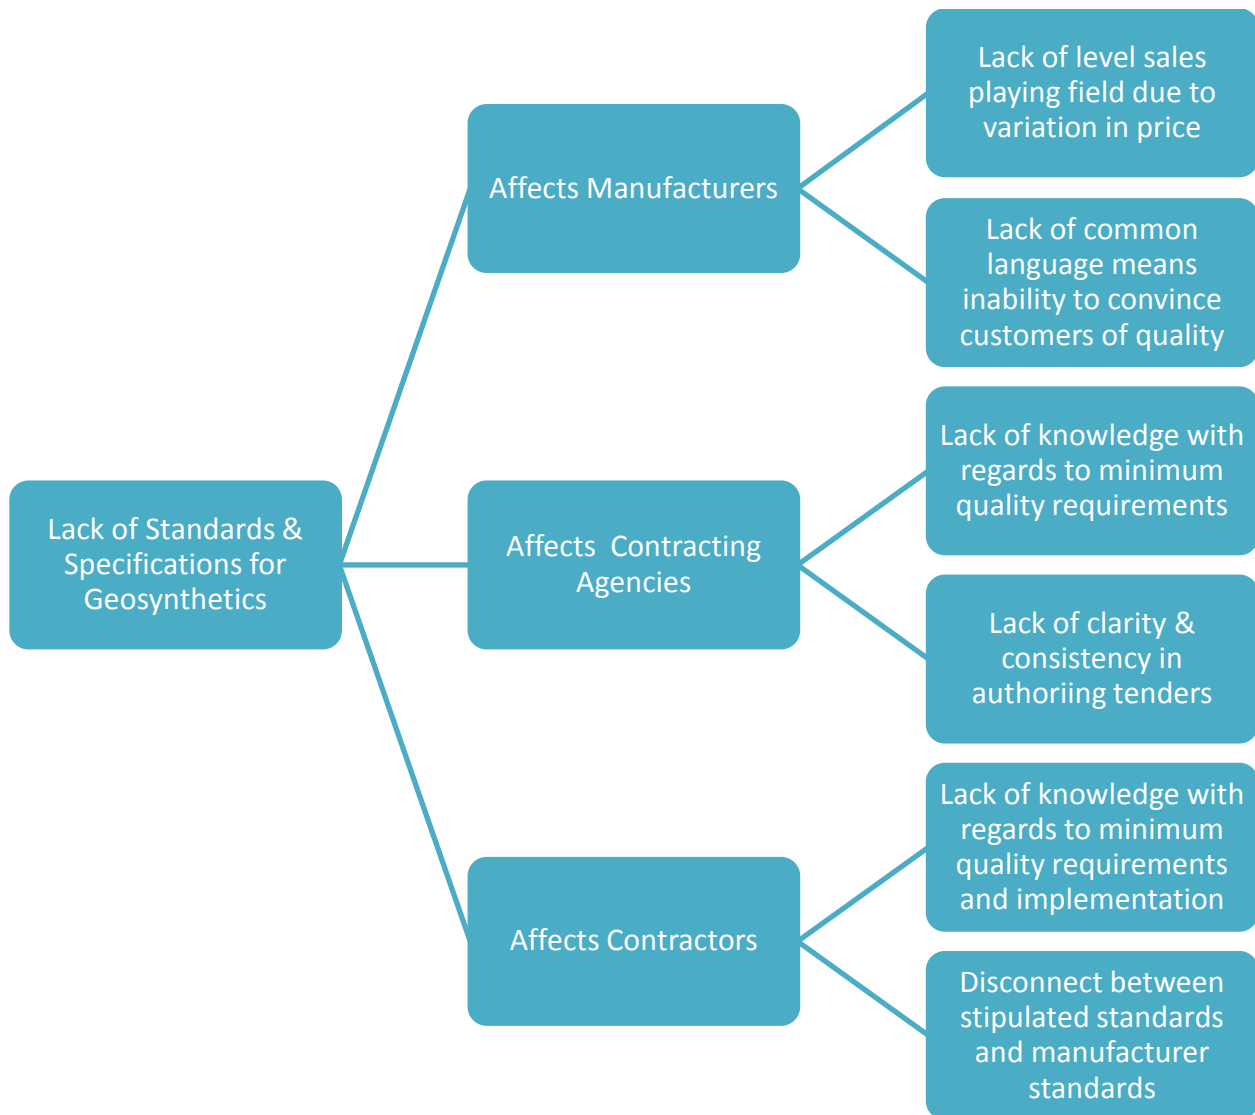 Lack of Standards &
Specifications for
Geosynthetics
Affects Manufacturers
Lack of level sales
playing field due to
variation in price
Lack of common
language means
inability to convince
customers of quality
Affects  Contracting
Agencies
Lack of knowledge with
regards to minimum
quality requirements
Lack of clarity &
consistency in
authoriing tenders
Affects Contractors
Lack of knowledge with
regards to minimum
quality requirements
and implementation
Disconnect between
stipulated standards
and manufacturer
standards